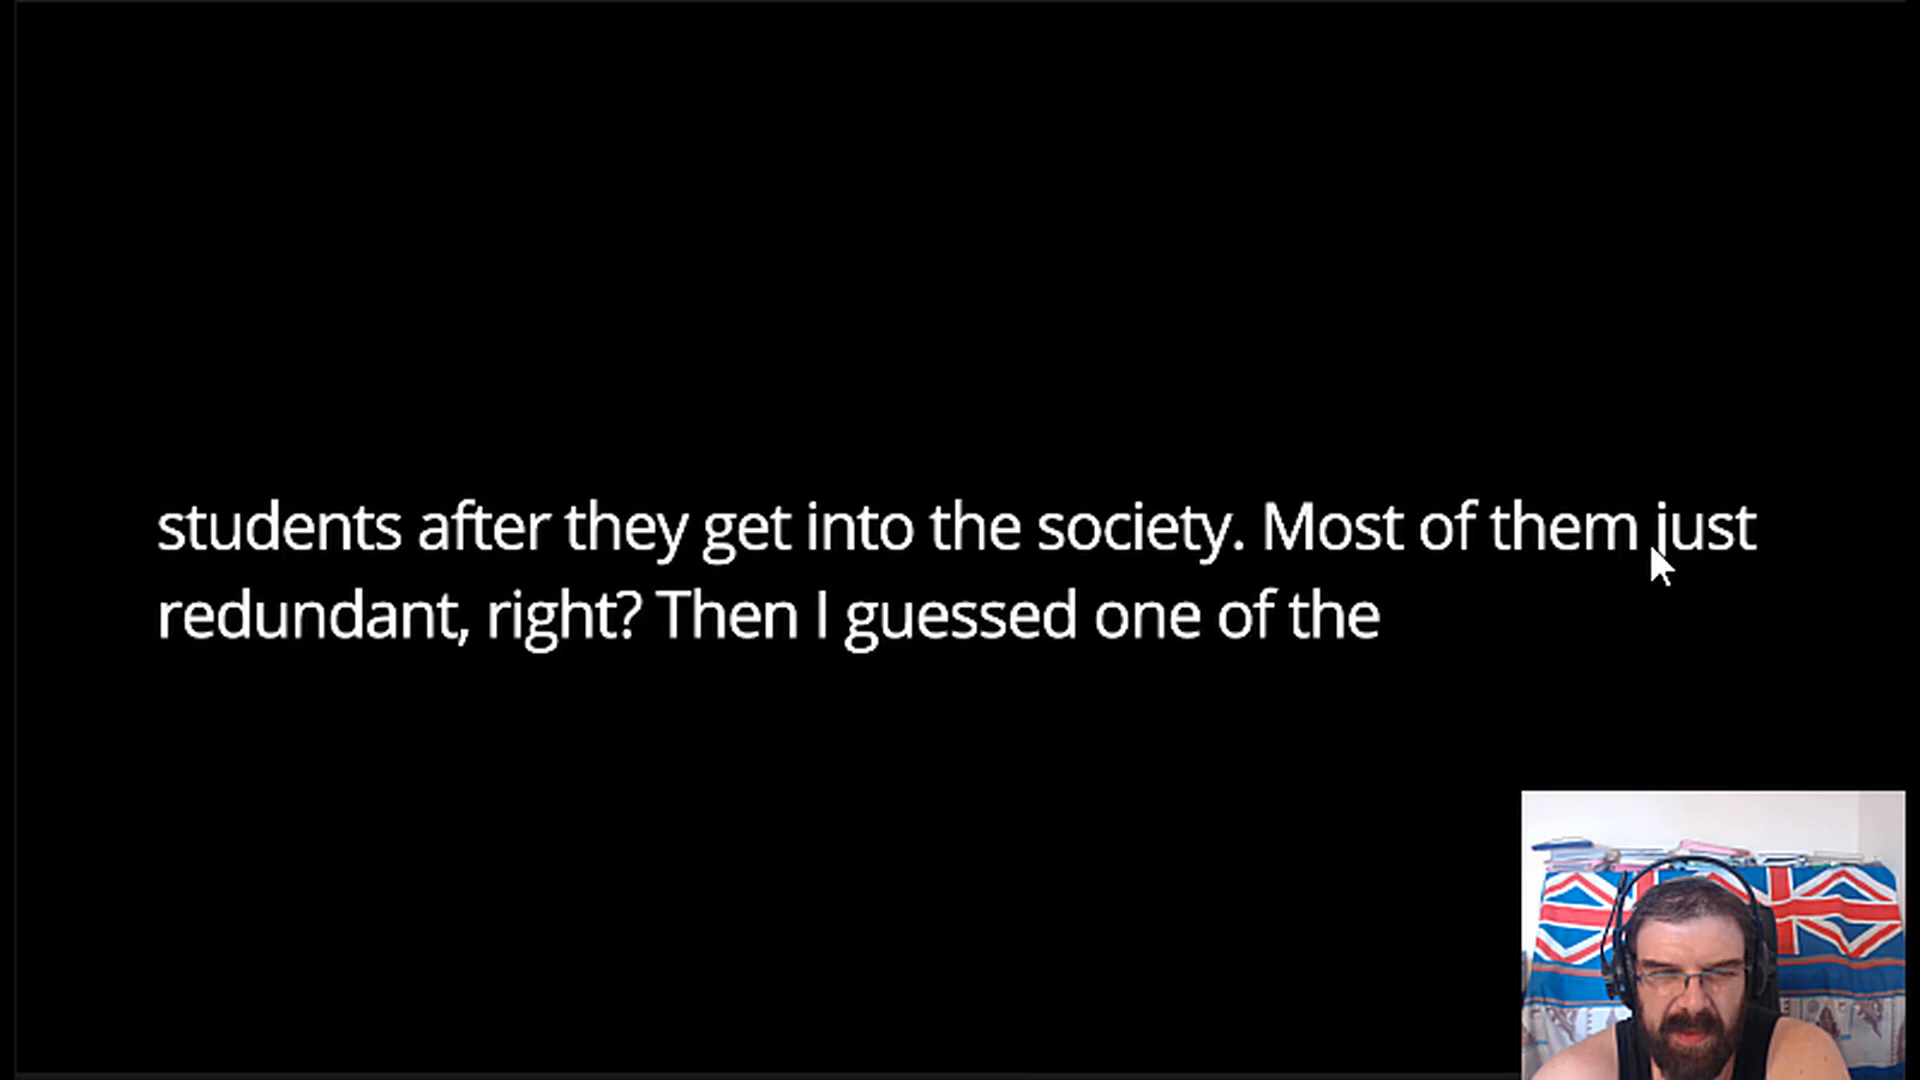 students after they get into the society. Most of them just
redundant, right? Then I guessed one of the